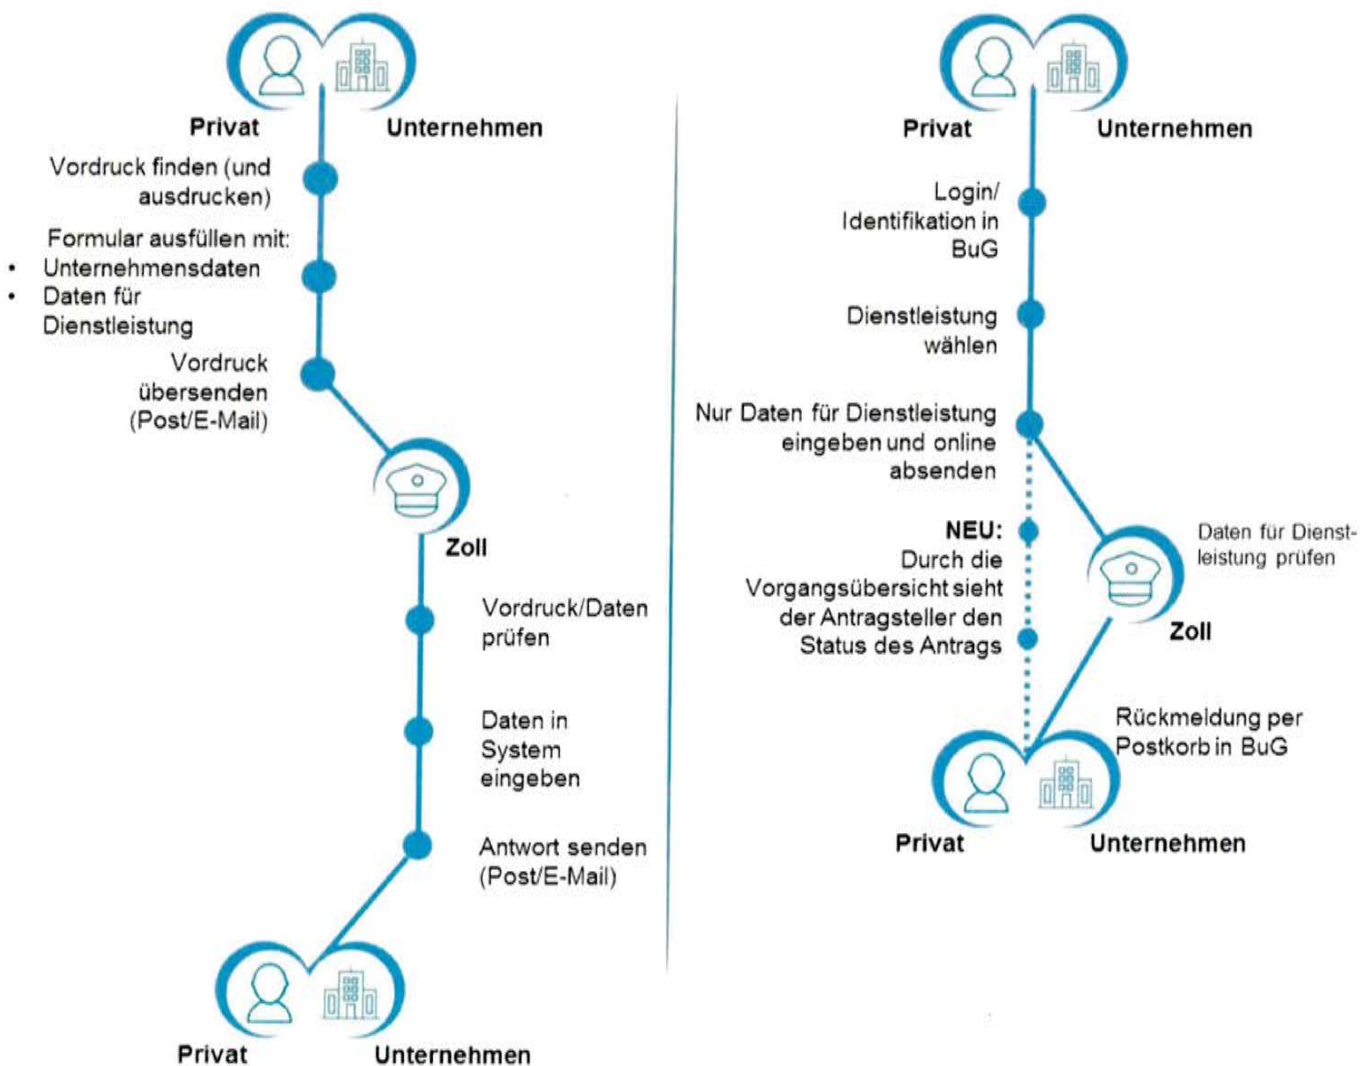 Privat
Unternehmen
Vordruck finden (und
ausdrucken)
Formular ausfüllen mit:
• Unternehmensdaten
• Daten für
Dienstleistung
Vordruck
übersenden
(Post/E-Mail)
Zoll
Vordruck/Daten
prüfen
Daten in
System
eingeben
Antwort senden
(Post/E-Mail)
Privat
Unternehmen
Privat
Unternehmen
Login/
Identifikation in
BuG
Dienstleistung
wählen
Nur Daten für Dienstleistung
eingeben und online
absenden
NEU:
Durch die
Vorgangsübersicht sieht
der Antragsteller den
Status des Antrags
Daten für Dienst-
leistung prüfen
Zoll
Rückmeldung per
Postkorb in BuG
Privat
Unternehmen